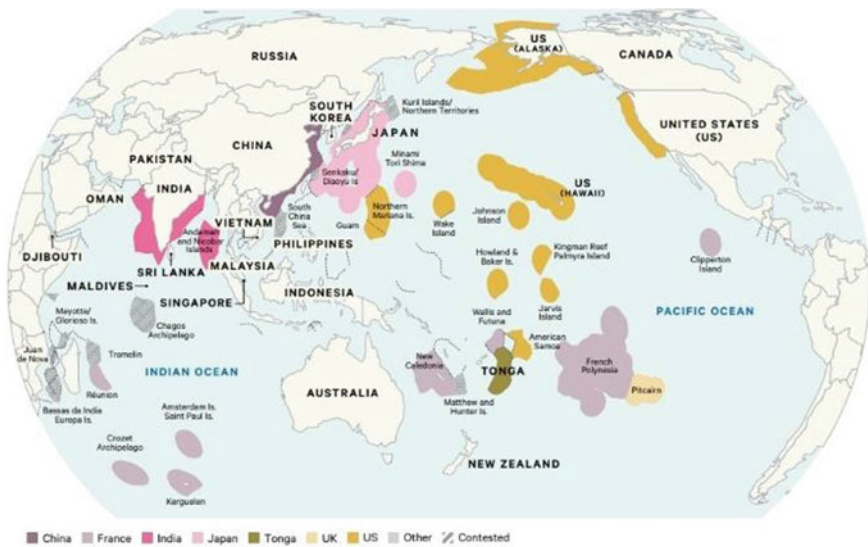 RUSSIA
US
(ALASKA)
CANADA
SOUTH
KOREA
Kuril Islands/
Northern Territories
JAPAN
CHINA
UNITED STATES
(US)
PAKISTAN
Senkaku/
Diaoyu Is
Minami
Tori Shima
OMAN
INDIA
US
(HAWAII)
VIETNAM
South
China
Sea
Guam
Northern
Mariana Is.
Wake
Island
Johnson
Island
Andaman
and Nicobar
Islands
PHILIPPINES
Howland &
Baker Is.
Kingman Reef
Palmyra Island
Clipperton
Island
DJIBOUTI
SRI LANKA
MALAYSIA
MALDIVES
SINGAPORE
INDONESIA
Jarvis
Island
PACIFIC OCEAN
Mayotte/
Glorioso Is.
Chagos
Archipelago
Wallis and
Futuna
American
Samoa
Juan
de Nova
Tromelin
INDIAN OCEAN
New
Caledonia
TONGA
French
Polynesia
Réunion
AUSTRALIA
Pitcairn
Bassas de India
Europa Is.
Amsterdam Is.
Saint Paul Is.
Matthew and
Hunter Is.
Crozet
Archipelago
NEW ZEALAND
Kerguelan
China
France
India
Japan
Tonga
UK
US
Other
Contested